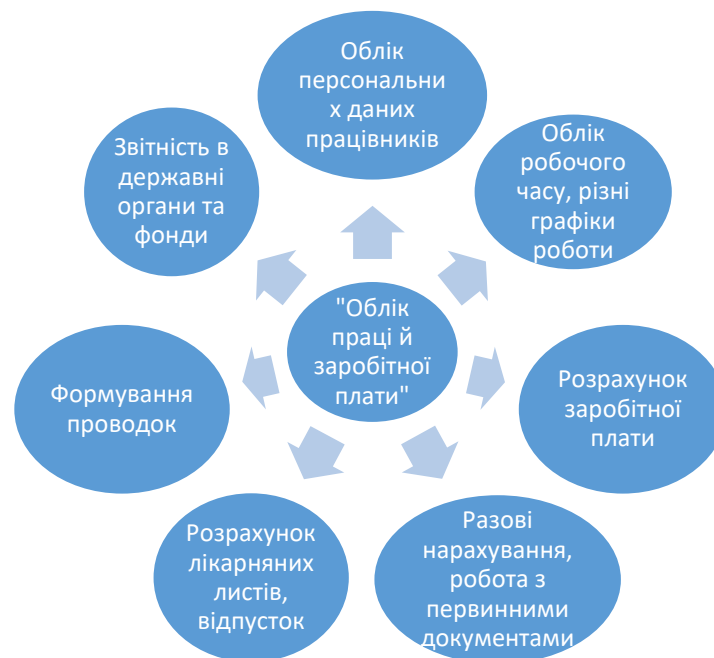 Облік
персональни
х даних
працівників
Облік
робочого
часу, різні
графіки
роботи
Розрахунок
заробітної
плати
Разові
нарахування,
робота з
первинними
документами
Розрахунок
лікарняних
листів,
відпусток
Формування
проводок
Звітність в
державні
органи та
фонди
"Облік
праці й
заробітної
плати"